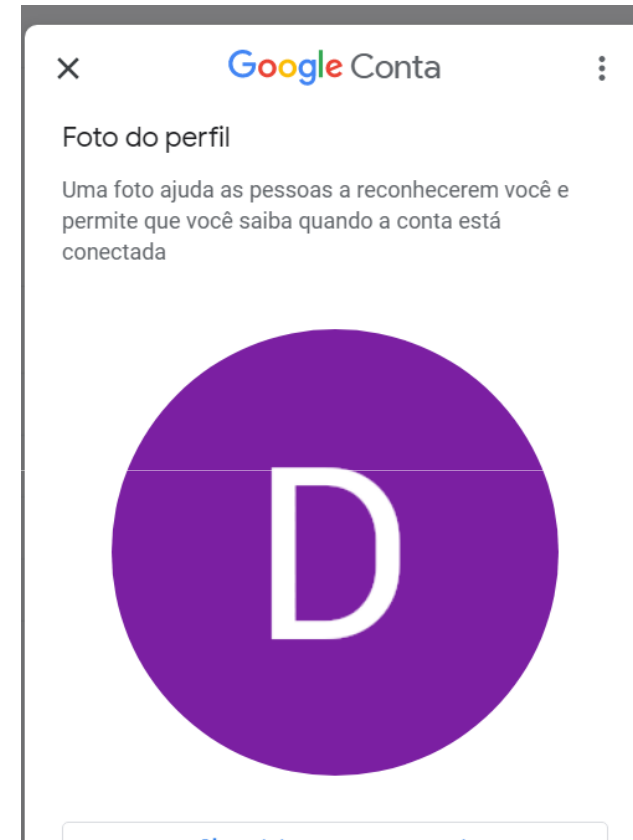 Google Conta
Foto do perfil
Uma foto ajuda as pessoas a reconhecerem você e
permite que você saiba quando a conta está
conectada
D